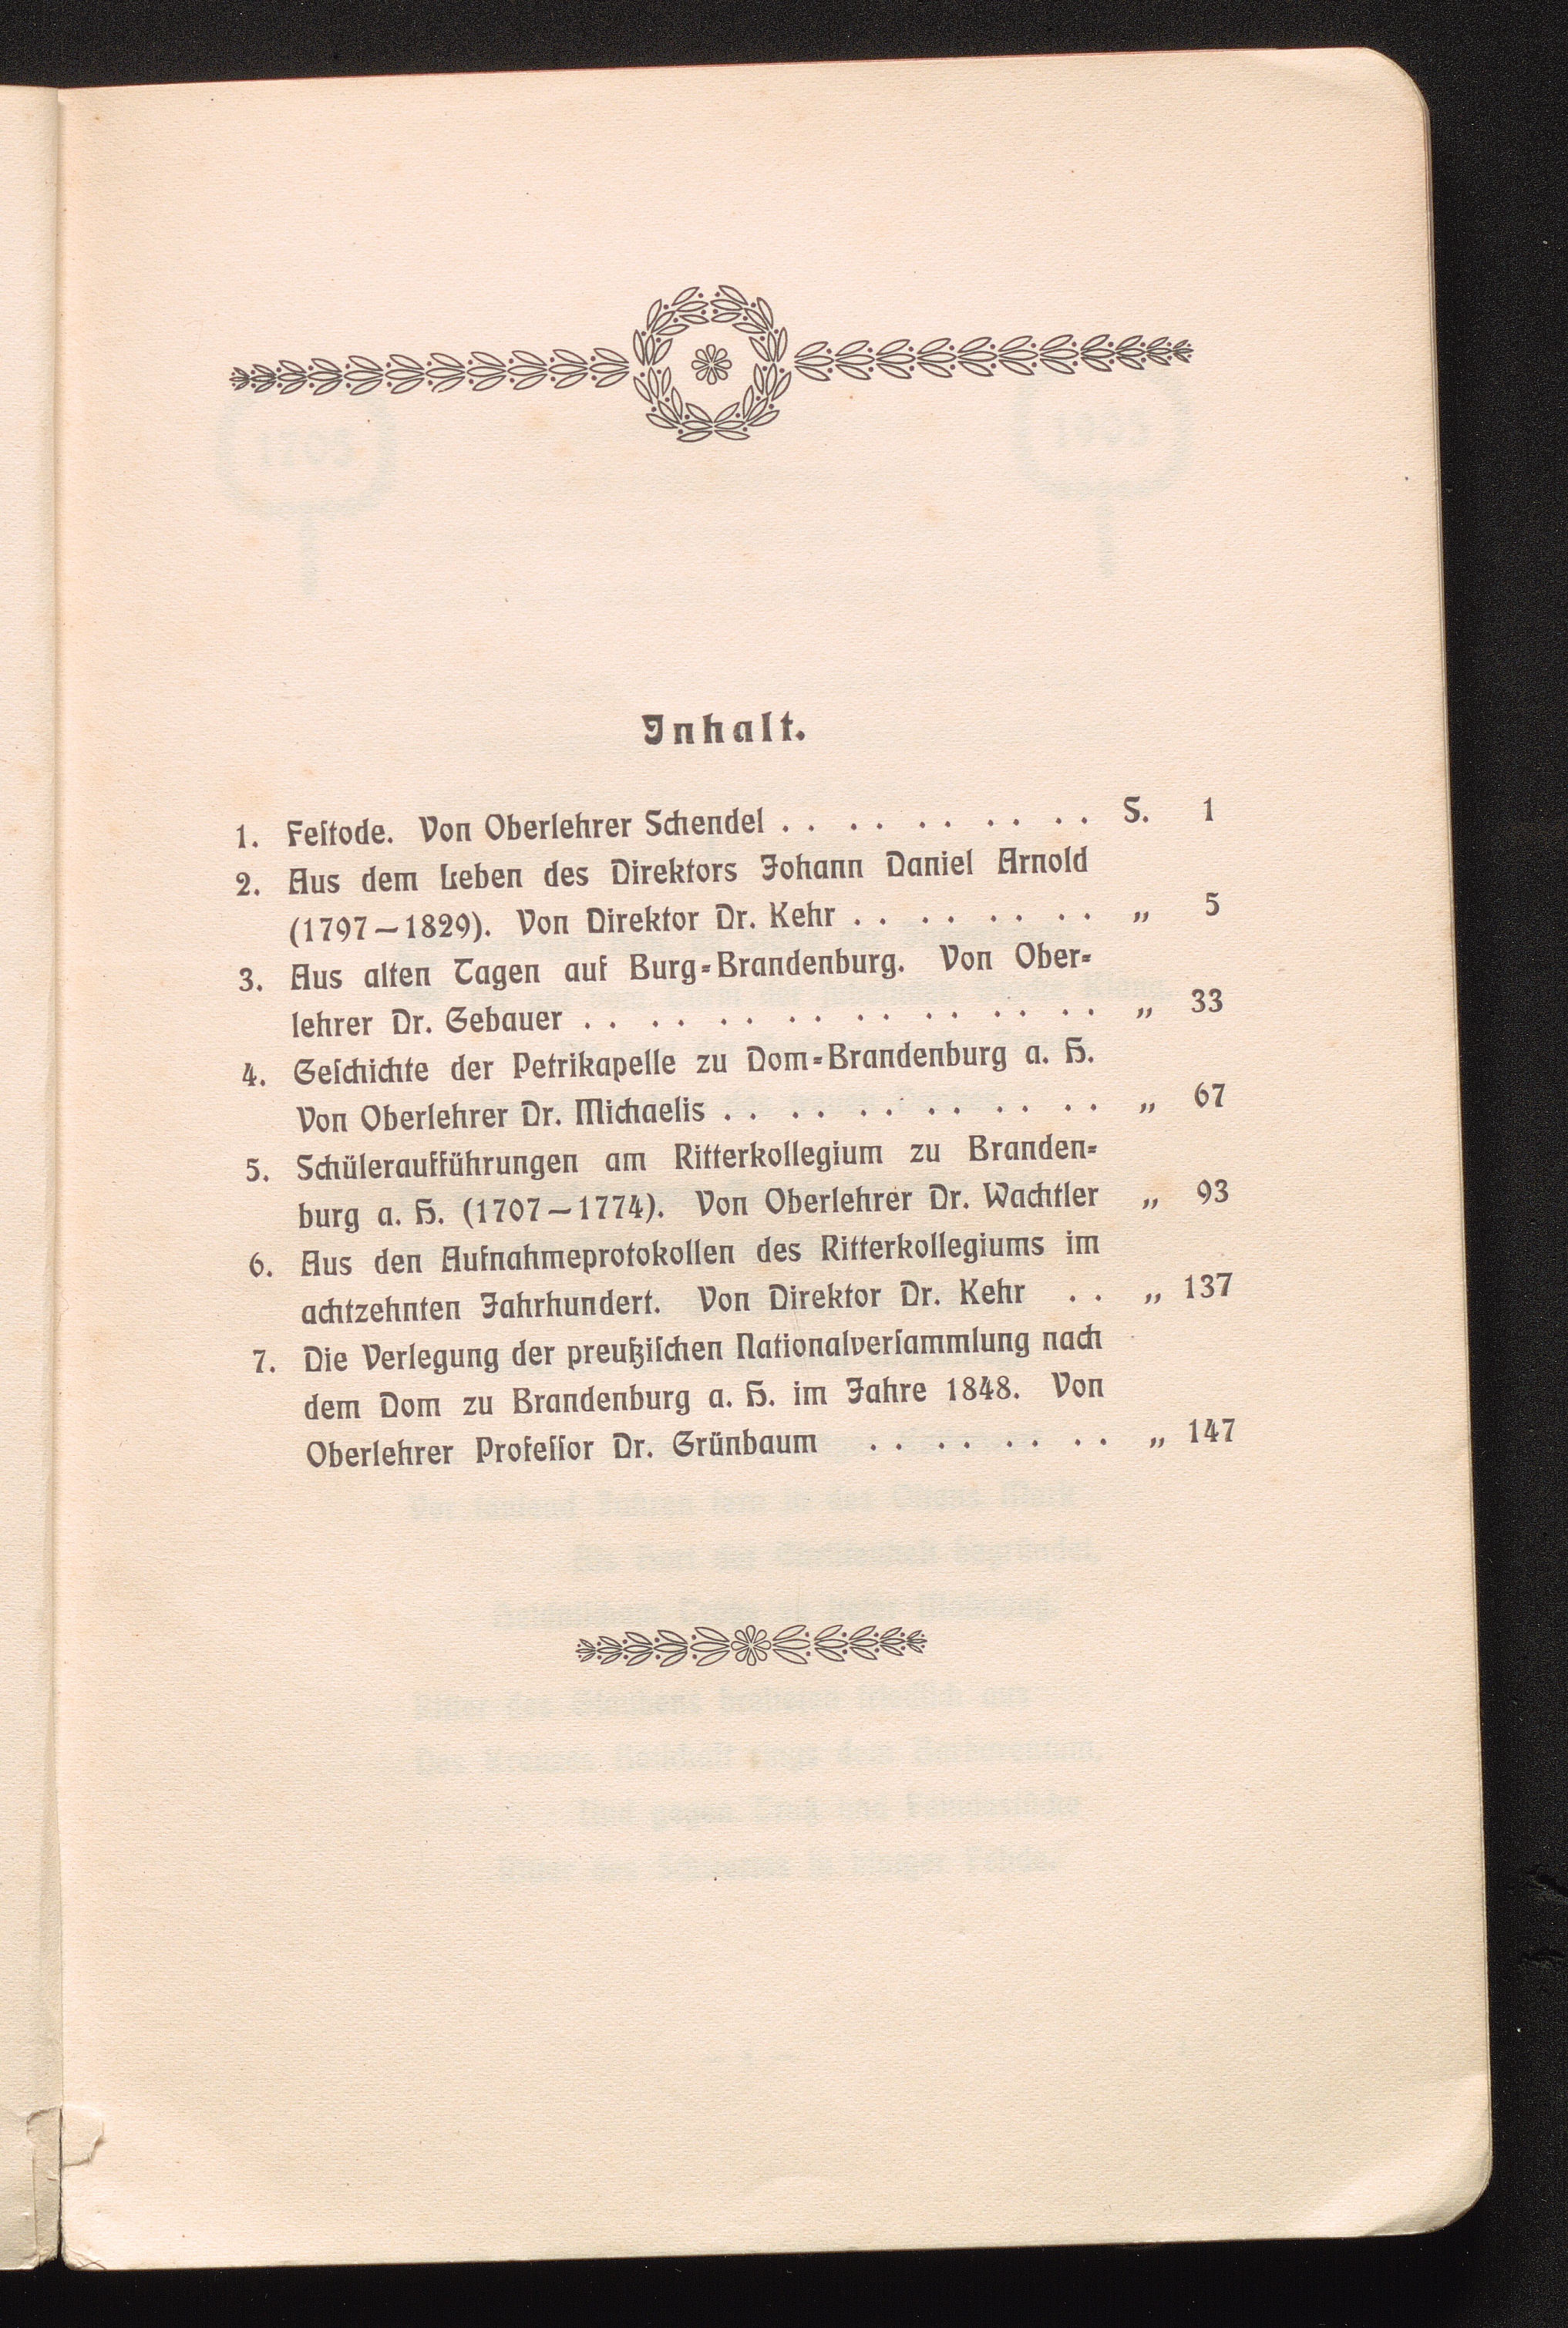 Inhalt.
1. Feſtode. Von Oberlehrer Schendel . . . . . . . . . . S. 1
2. Aus dem Leben des Direktors Johann Daniel Arnold
(1797—1829). Von Direktor Dr. Kehr . . . . . . . . „ 5
3. Aus alten Tagen auf Burg-Brandenburg. Von Ober-
lehrer Dr. Gebauer . . . . . . . . . . . . . . . . „ 33
4. Geſchichte der Petrikapelle zu Dom-Brandenburg a. H.
Von Oberlehrer Dr. Michaelis . . . . . . . . . . . . „ 67
5. Schüleraufführungen am Ritterkollegium zu Branden-
burg a. H. (1707—1774). Von Oberlehrer Dr. Wachtler „ 93
6. Aus den Aufnahmeprotokollen des Ritterkollegiums im
achtzehnten Jahrhundert. Von Direktor Dr. Kehr . . „ 137
7. Die Verlegung der preußiſchen Nationalverſammlung nach
dem Dom zu Brandenburg a. H. im Jahre 1848. Von
Oberlehrer Profeſſor Dr. Grünbaum . . . . . . . . „ 147